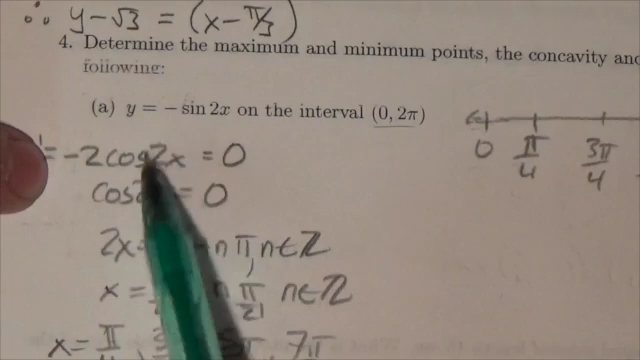 ∴ y-√3 = (x-π/3)
4. Determine the maximum and minimum points, the concavity and
following:
(a) y = − sin 2x on the interval (0, 2π)
= -2cos2x = 0
0 π/4 3π/4
cos = 0
2x= nπ, n∈ℤ
x = nπ/2, n∈ℤ
x= π 7π